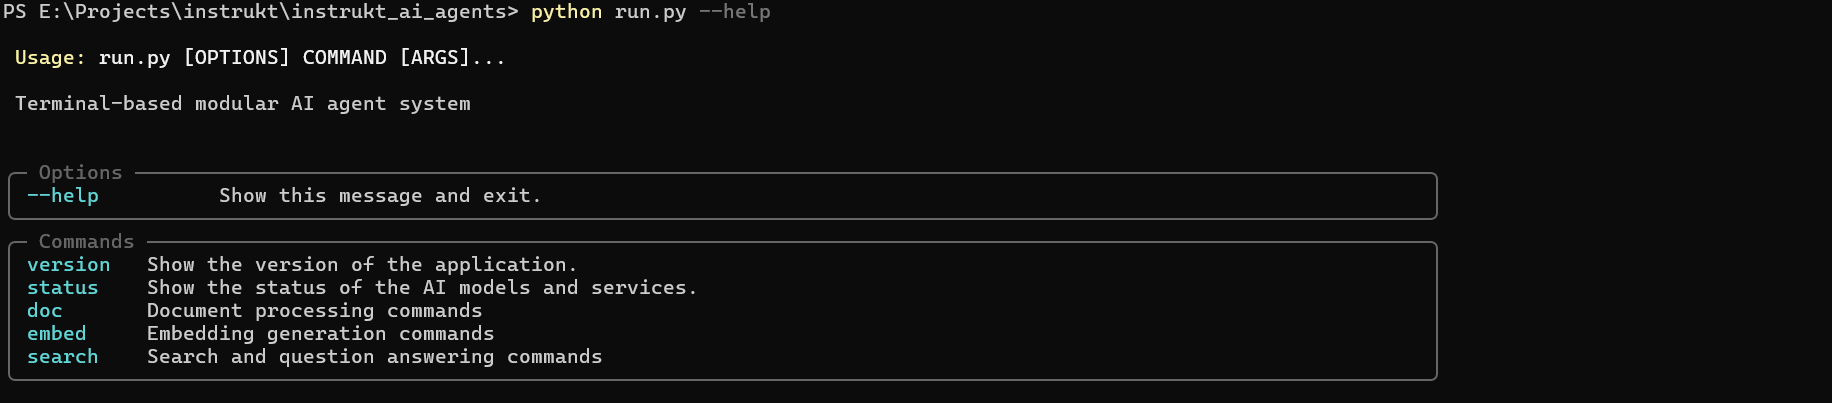 PS E:\Projects\instrukt\instrukt_ai_agents> python run.py --help
Usage: run.py [OPTIONS] COMMAND [ARGS]...
Terminal-based modular AI agent system
Options
--help Show this message and exit.
Commands
version Show the version of the application.
status Show the status of the AI models and services.
doc Document processing commands
embed Embedding generation commands
search Search and question answering commands